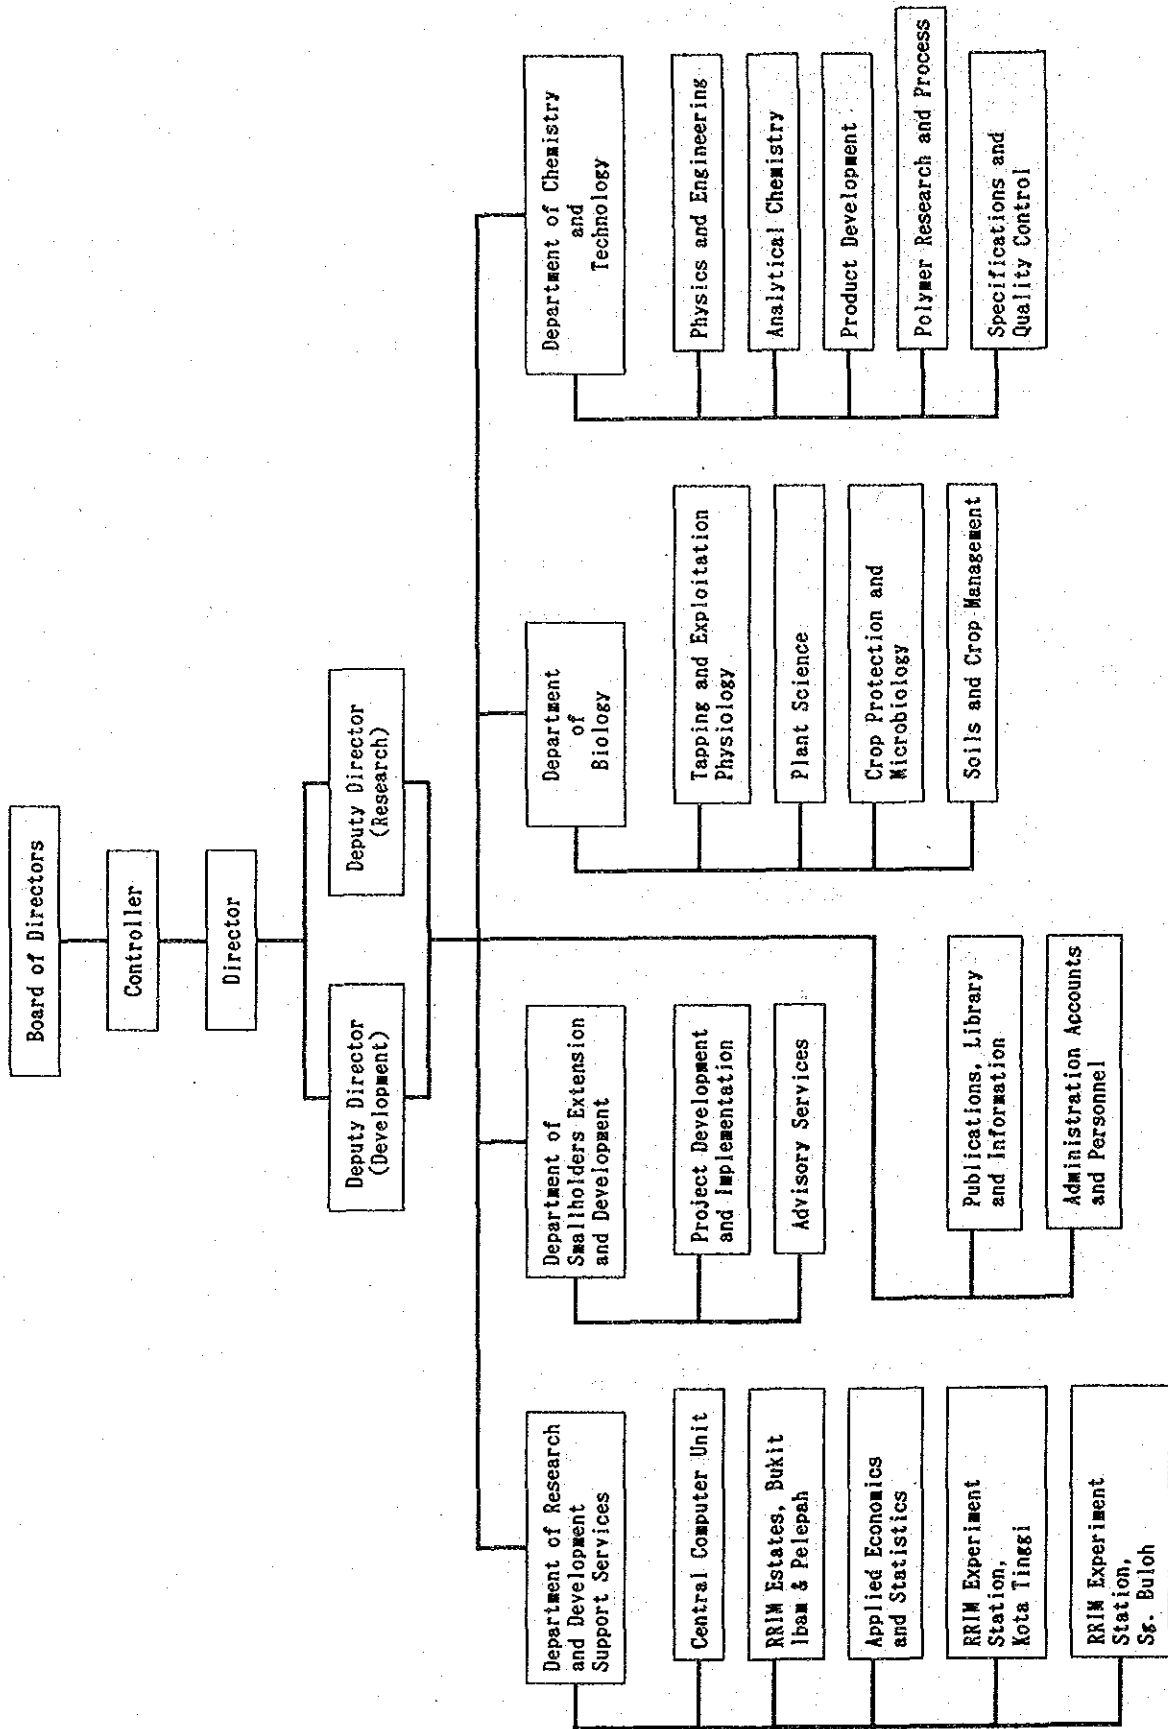 Board of Directors
Controller
Director
Deputy Director
(Development)
Deputy Director
(Research)
Department of Research
and Development
Support Services
Central Computer Unit
RRIM Estates, Bukit
Ibam & Pelepah
Applied Economics
and Statistics
RRIM Experiment
Station,
Kota Tinggi
RRIM Experiment
Station,
Sg. Buloh
Department of
Smallholders Extension
and Development
Project Development
and Implementation
Advisory Services
Publications, Library
and Information
Administration Accounts
and Personnel
Department
of
Biology
Tapping and Exploitation
Physiology
Plant Science
Crop Protection and
Microbiology
Soils and Crop Management
Department of Chemistry
and
Technology
Physics and Engineering
Analytical Chemistry
Product Development
Polymer Research and Process
Specifications and
Quality Control